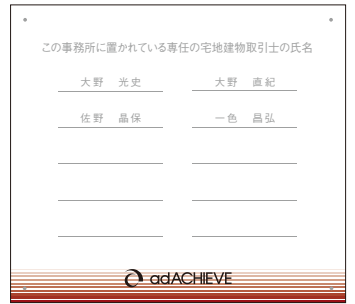 この事務所に置かれている専任の宅地建物取引士の氏名
大野 光史 大野 直紀
佐野 晶保 一色 昌弘
adACHIEVE